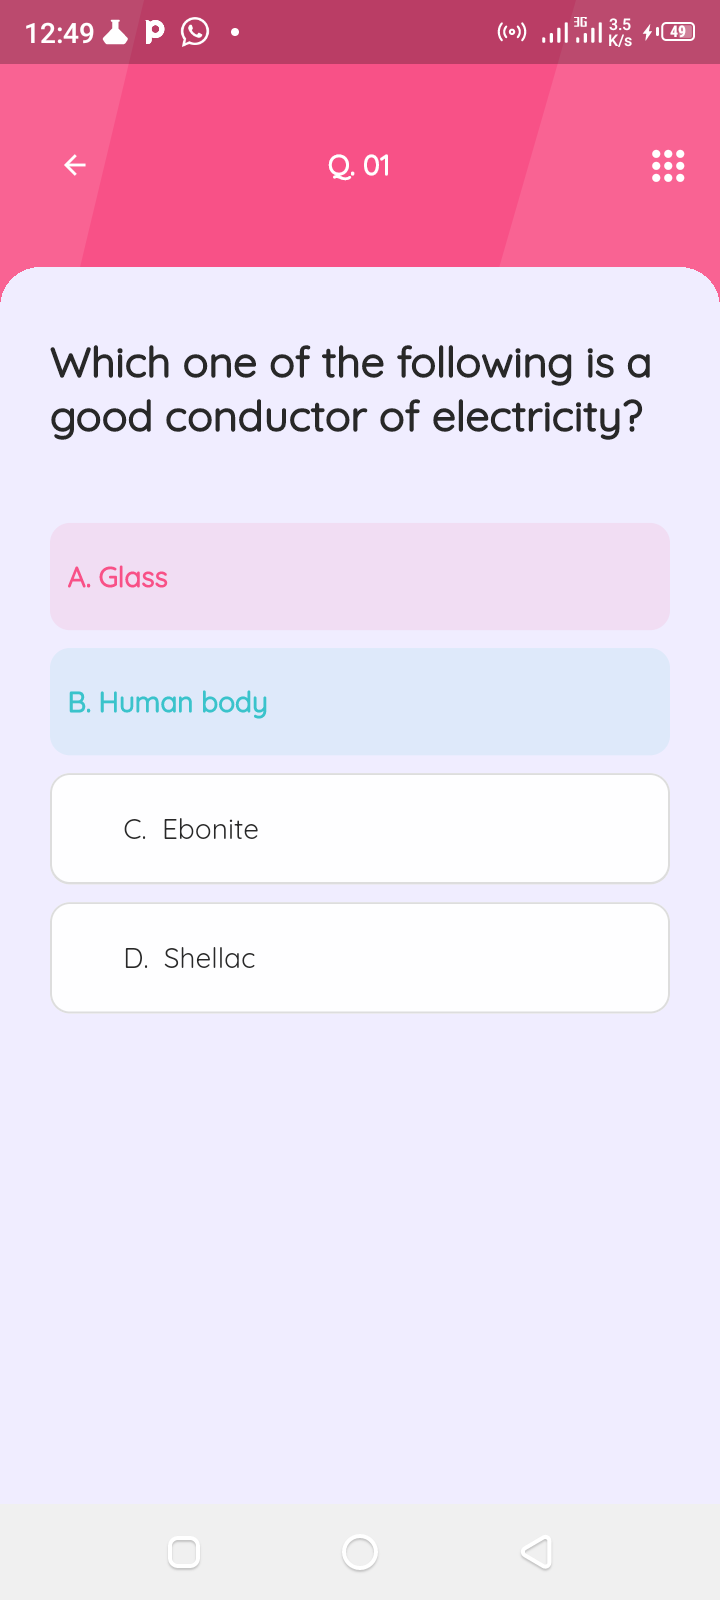 12:49
3G
3.5
K/s
49
Q. 01
Which one of the following is a
good conductor of electricity?
A. Glass
B. Human body
C. Ebonite
D. Shellac